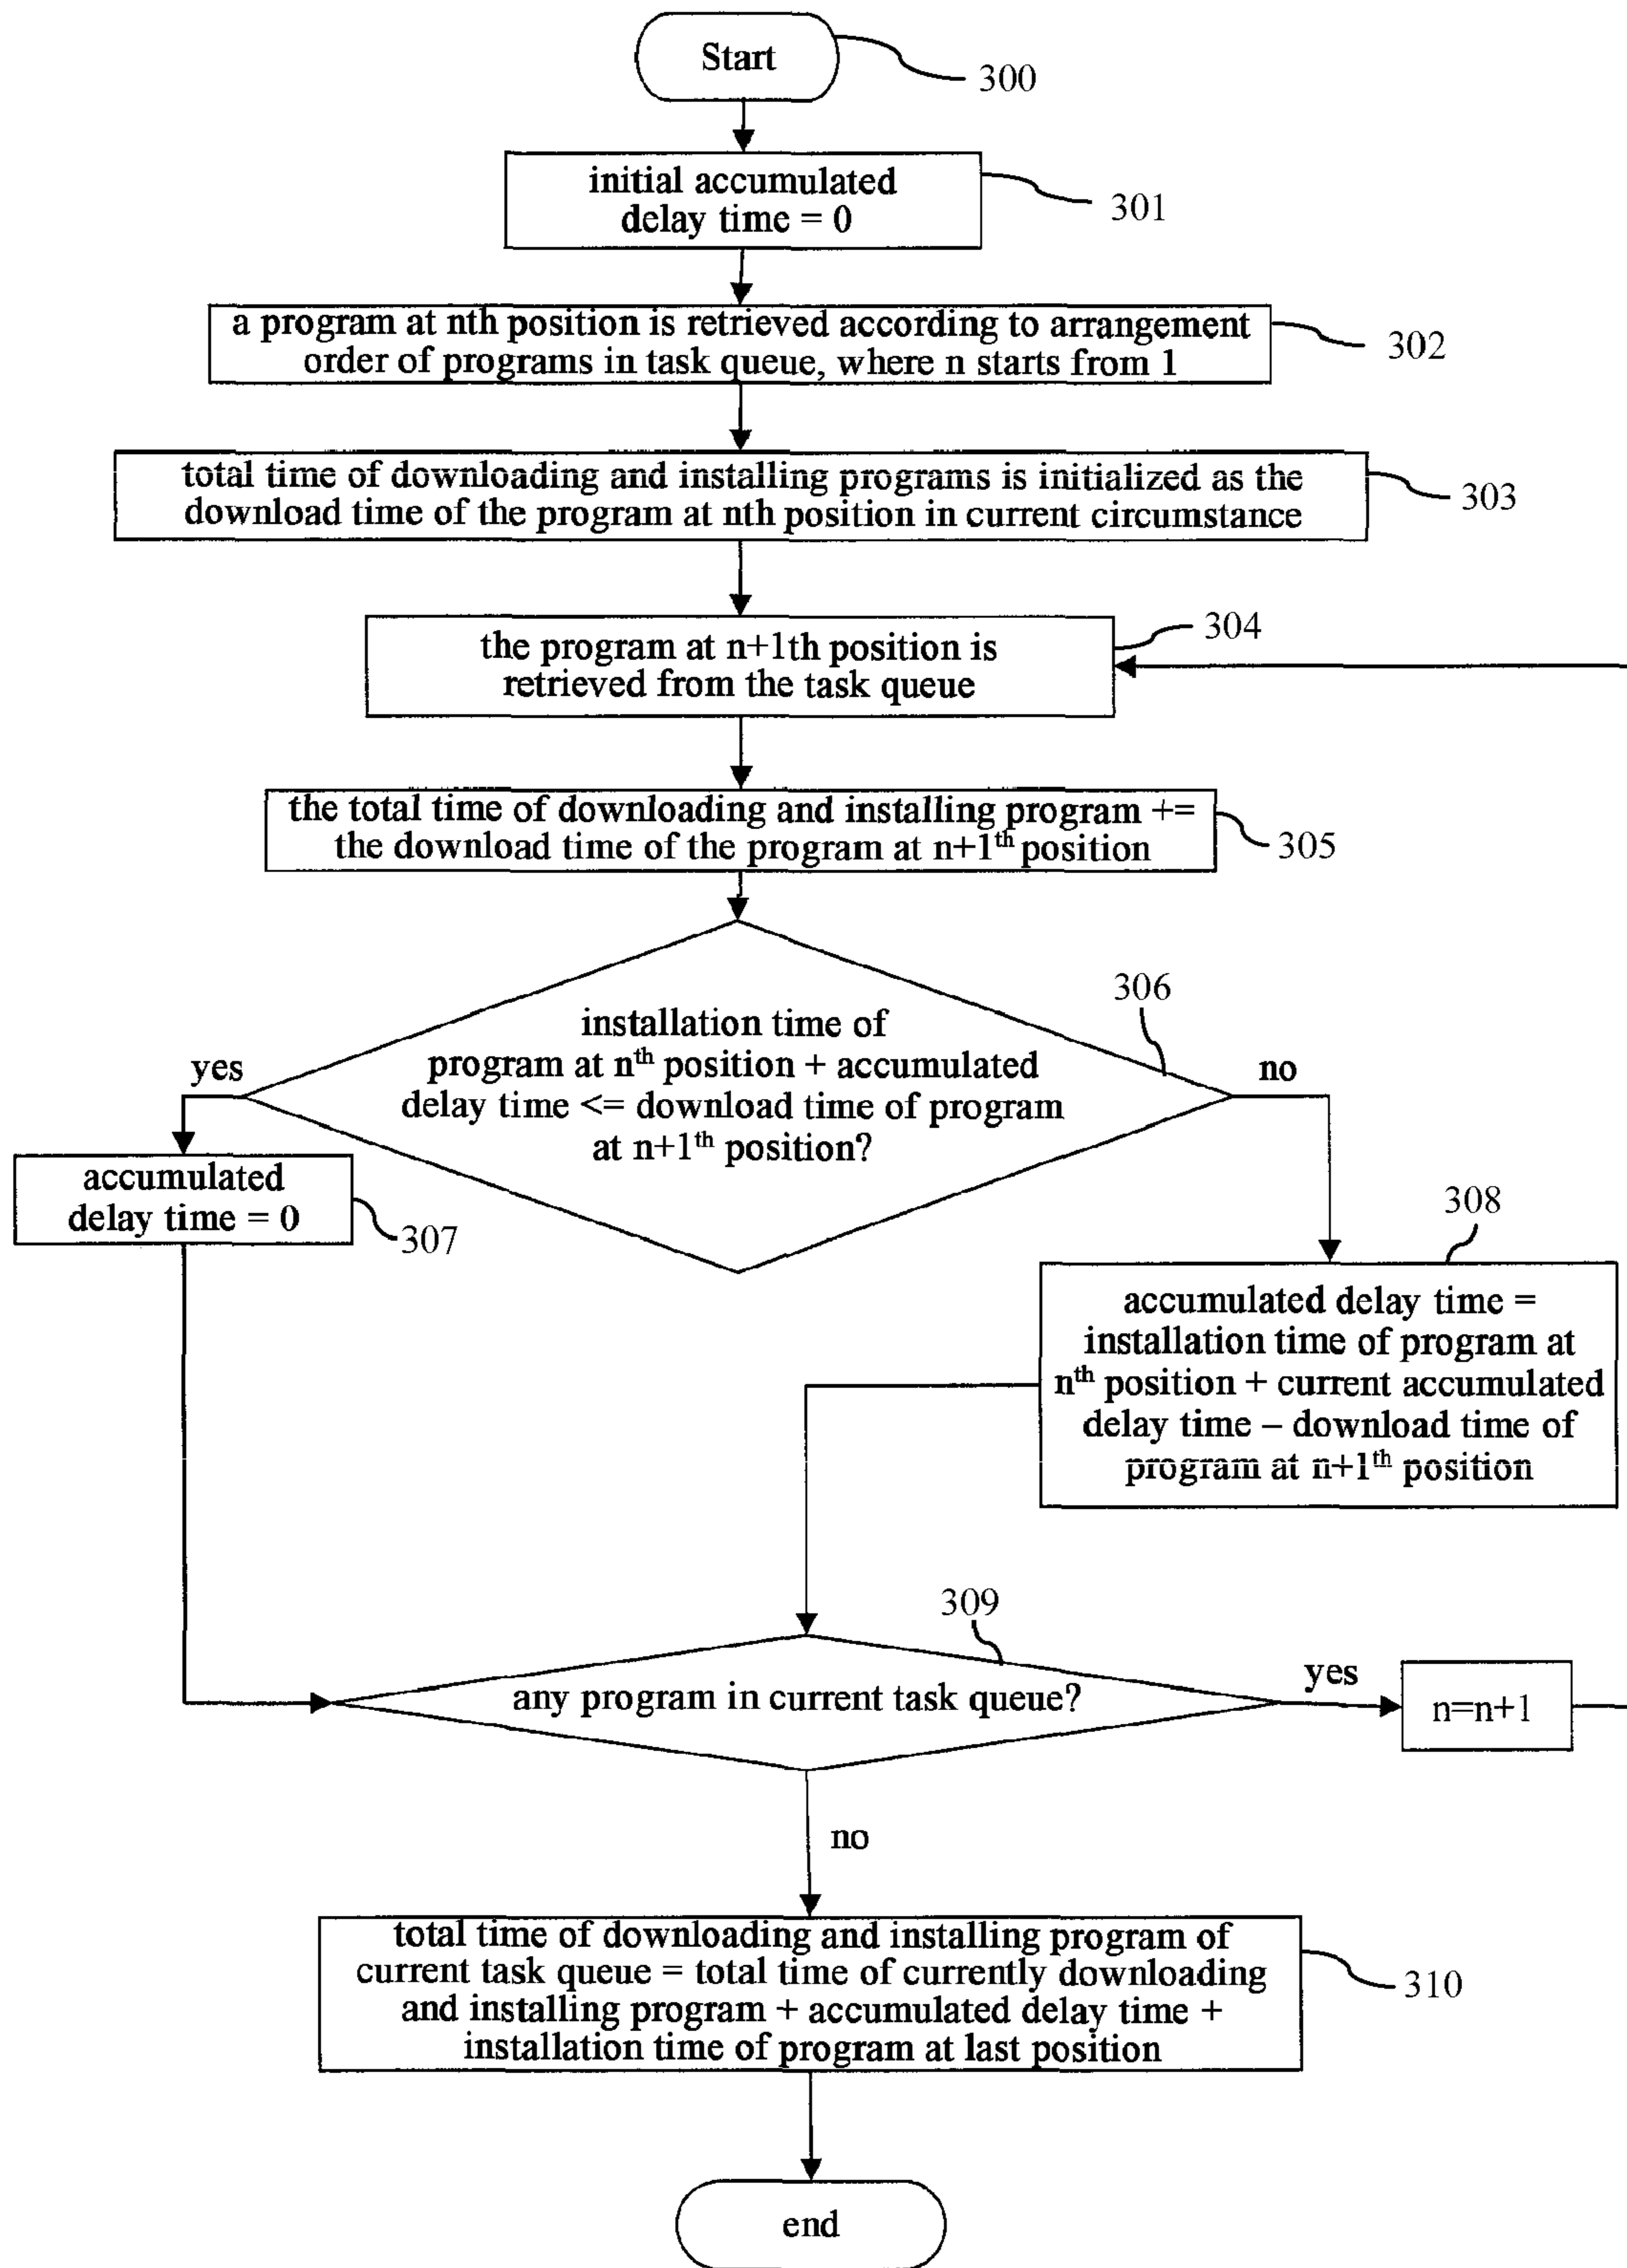 Start
300
initial accumulated
delay time = 0
301
a program at nth position is retrieved according to arrangement
order of programs in task queue, where n starts from 1
302
total time of downloading and installing programs is initialized as the
download time of the program at nth position in current circumstance
303
the program at n+1th position is
retrieved from the task queue
304
the total time of downloading and installing program +=
the download time of the program at n+1th position
305
306
installation time of
program at nth position + accumulated
delay time <= download time of program
at n+1th position?
yes
no
accumulated
delay time = 0
307
308
accumulated delay time =
installation time of program at
nth position + current accumulated
delay time – download time of
program at n+1th position
309
any program in current task queue?
yes
n=n+1
no
total time of downloading and installing program of
current task queue = total time of currently downloading
and installing program + accumulated delay time +
installation time of program at last position
310
end